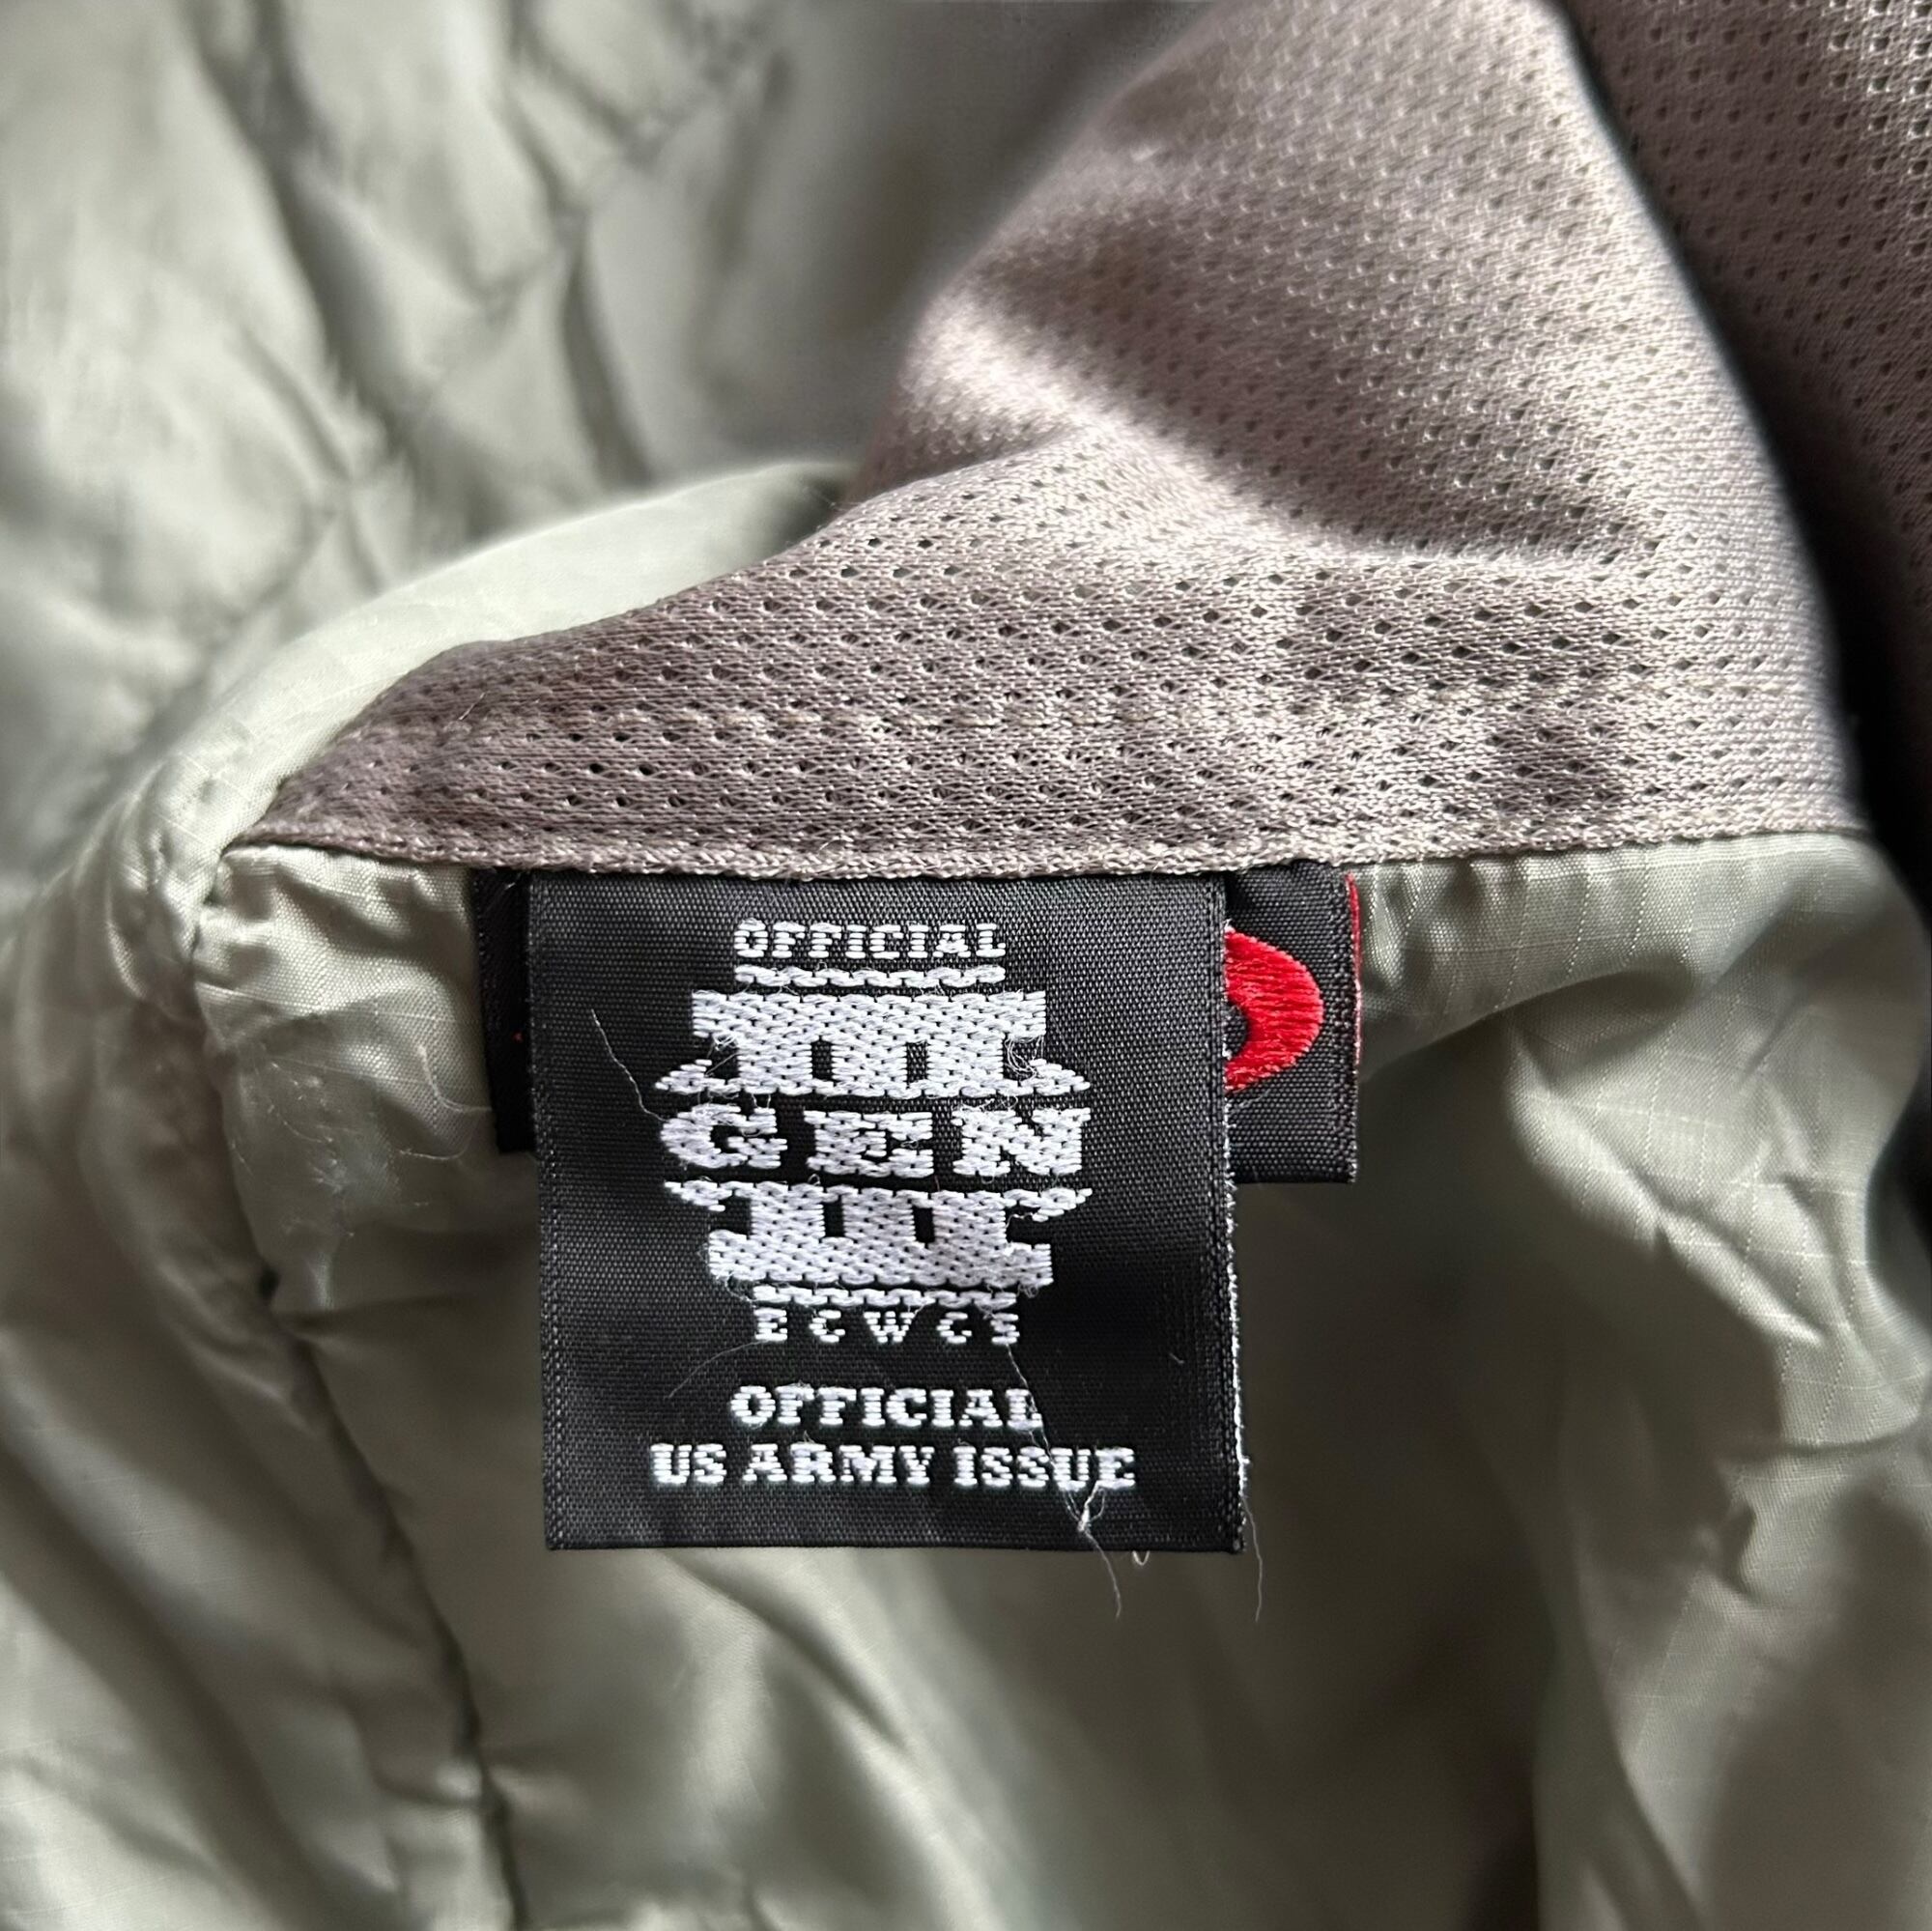 OFFICIAL
III
GEN
III
ECWCS
OFFICIAL
US ARMY ISSUE